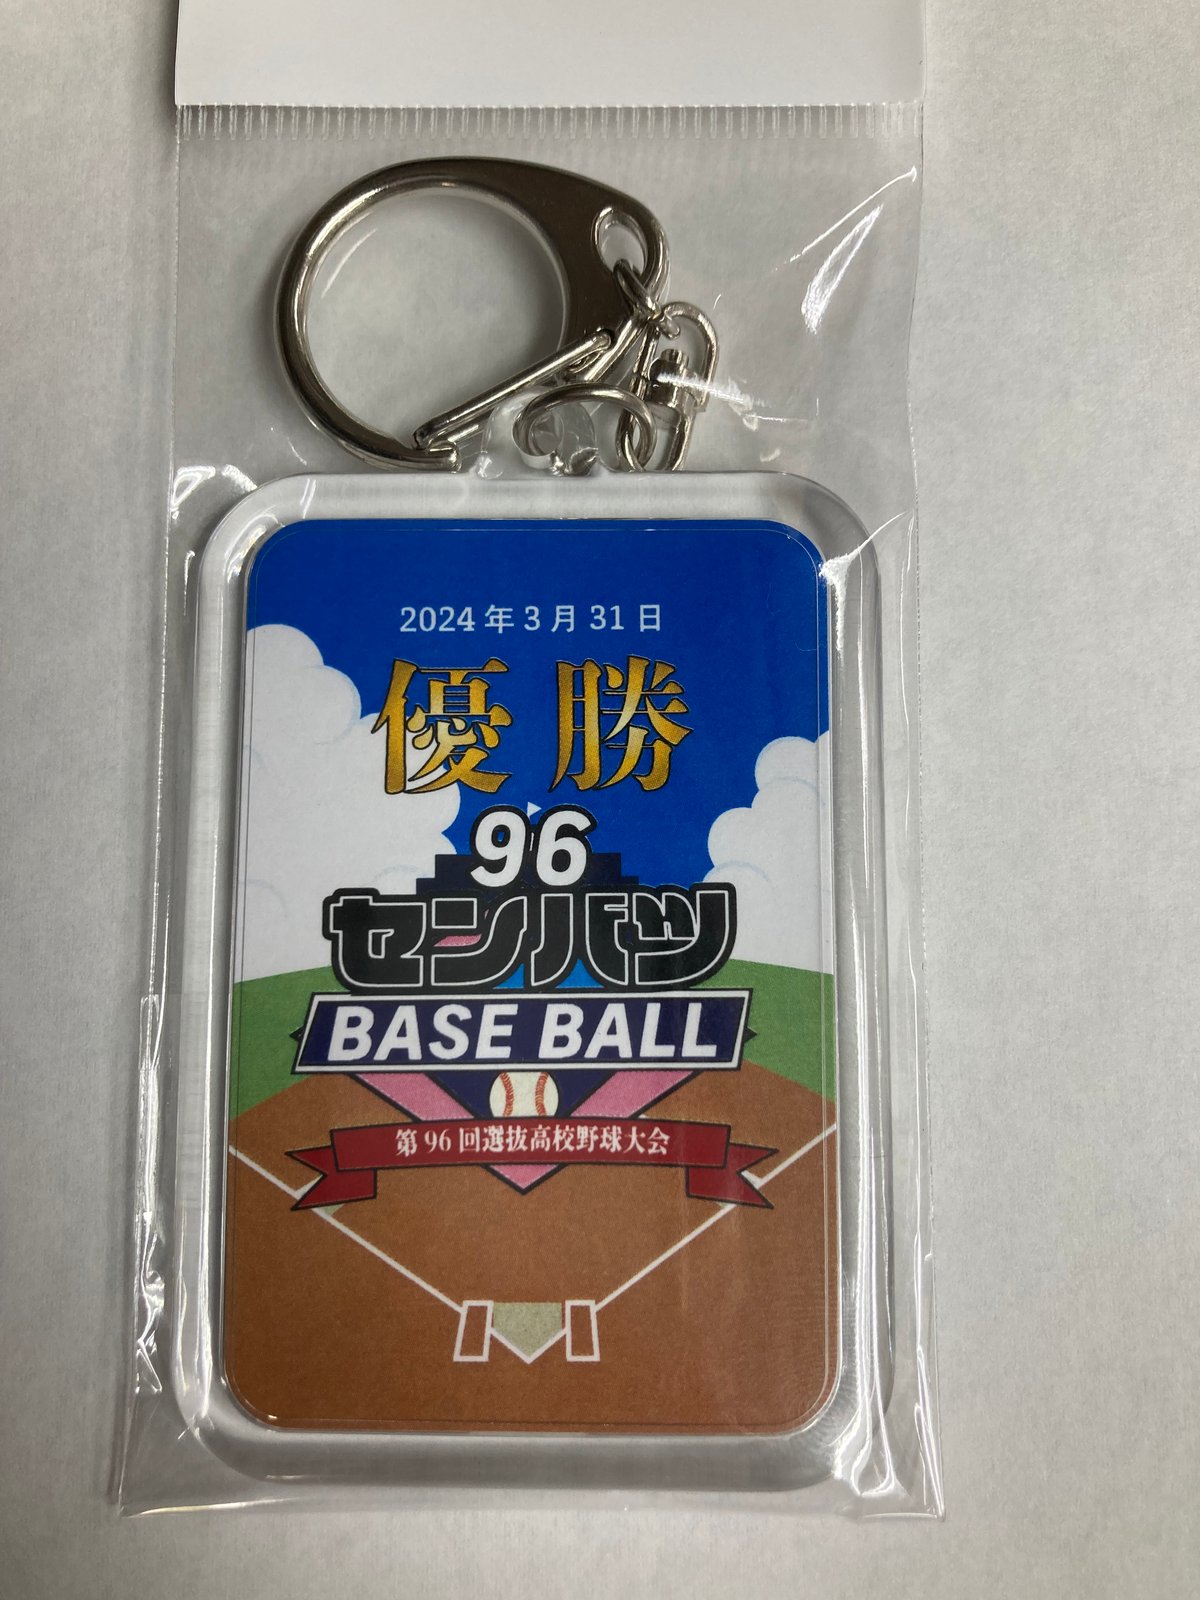 2024年3月31日
優勝
96
センバツ
BASE BALL
第96回選抜高校野球大会